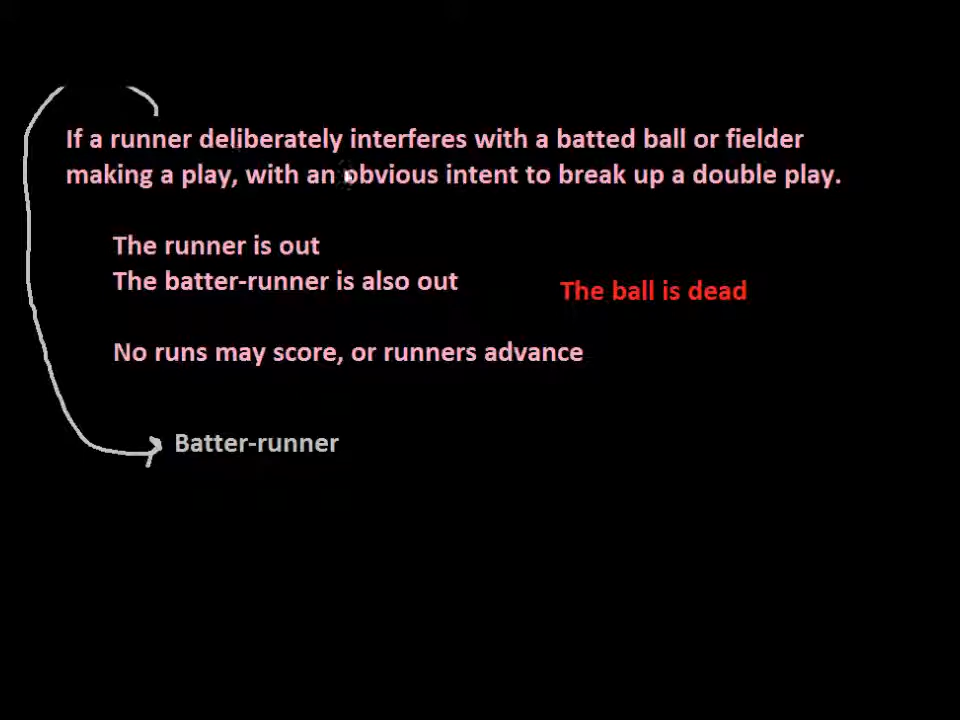 If a runner deliberately interferes with a batted ball or fielder
making a play, with an obvious intent to break up a double play.
The runner is out
The batter-runner is also out
The ball is dead
No runs may score, or runners advance
Batter-runner